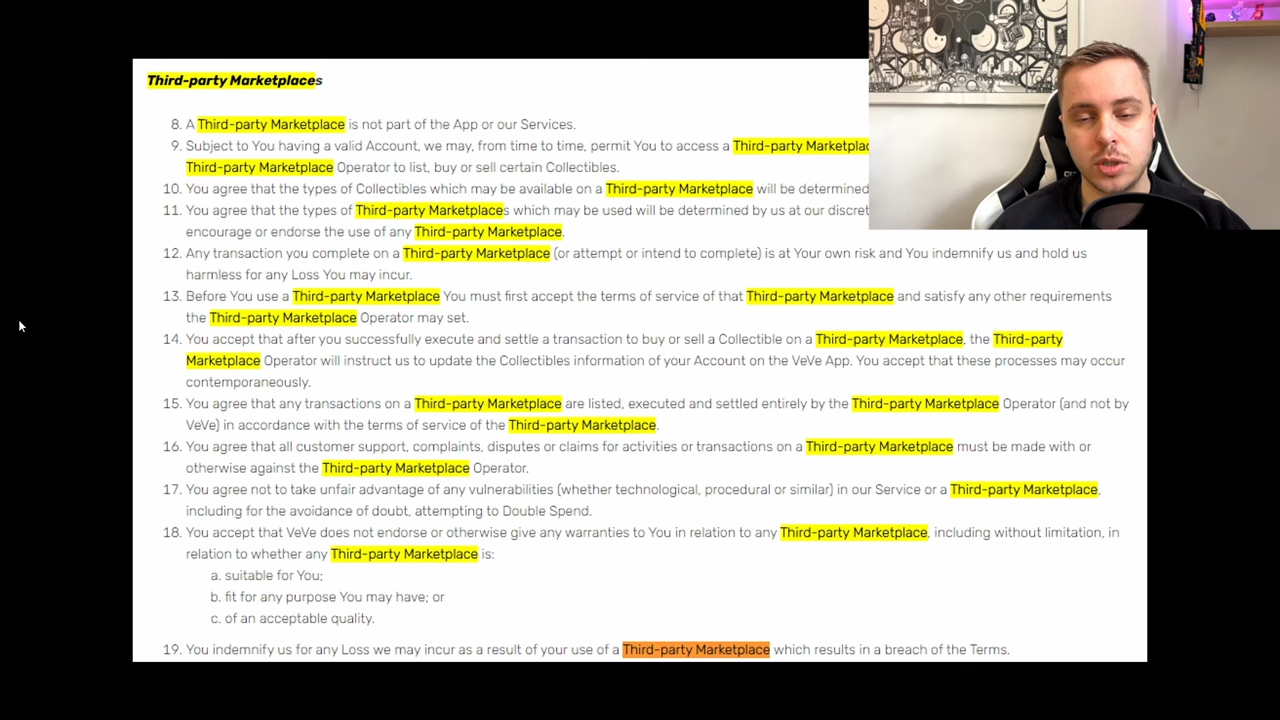 Third-party Marketplaces
8. A Third-party Marketplace is not part of the App or our Services.
9. Subject to You having a valid Account, we may, from time to time, permit You to access a Third-party
Third-party Marketplace Operator to list, buy or sell certain Collectibles.
10. You agree that the types of Collectibles which may be available on a Third-party Marketplace will be determined
11. You agree that the types of Third-party Marketplaces which may be used will be determined by us at our
encourage or endorse the use of any Third-party Marketplace.
12. Any transaction you complete on a Third-party Marketplace (or attempt or intend to complete) is at Your own risk and You indemnify us and hold us
harmless for any Loss You may incur.
13. Before You use a Third-party Marketplace You must first accept the terms of service of that Third-party Marketplace and satisfy any other requirements
the Third-party Marketplace Operator may set.
14. You accept that after you successfully execute and settle a transaction to buy or sell a Collectible on a Third-party Marketplace, the Third-party
Marketplace Operator will instruct us to update the Collectibles information of your Account on the VeVe App. You accept that these processes may occur
contemporaneously.
15. You agree that any transactions on a Third-party Marketplace are listed, executed and settled entirely by the Third-party Marketplace Operator (and not by
VeVe) in accordance with the terms of service of the Third-party Marketplace.
16. You agree that all customer support, complaints, disputes or claims for activities or transactions on a Third-party Marketplace must be made with or
otherwise against the Third-party Marketplace Operator.
17. You agree not to take unfair advantage of any vulnerabilities (whether technological, procedural or similar) in our Service or a Third-party Marketplace,
including for the avoidance of doubt, attempting to Double Spend.
18. You accept that VeVe does not endorse or otherwise give any warranties to You in relation to any Third-party Marketplace, including without limitation, in
relation to whether any Third-party Marketplace is:
a. suitable for You;
b. fit for any purpose You may have; or
c. of an acceptable quality.
19. You indemnify us for any Loss we may incur as a result of your use of a Third-party Marketplace which results in a breach of the Terms.